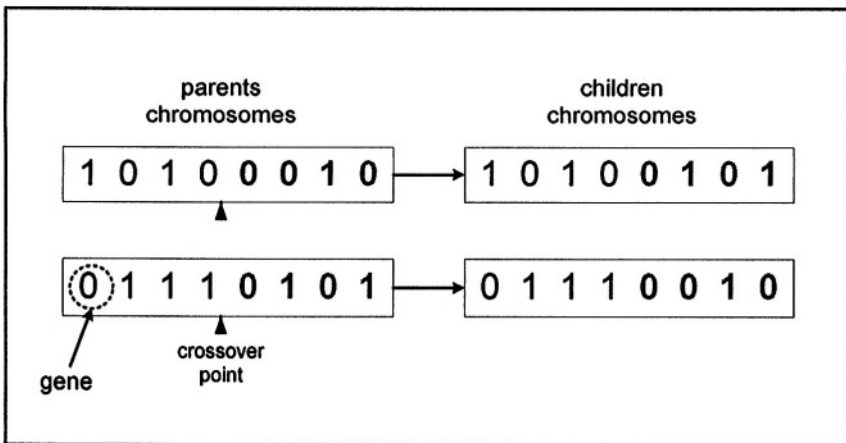 parents children
chromosomes chromosomes
1 0 1 0 0 0 1 0 1 0 1 0 0 1 0 1
0 1 1 1 0 1 0 1 0 1 1 1 0 0 1 0
crossover
point
gene